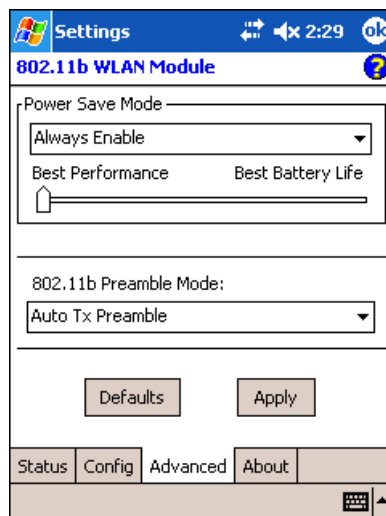 Settings 2:29 ok
802.11b WLAN Module ?
Power Save Mode
Always Enable
Best Performance Best Battery Life
802.11b Preamble Mode:
Auto Tx Preamble
Defaults Apply
Status Config Advanced About